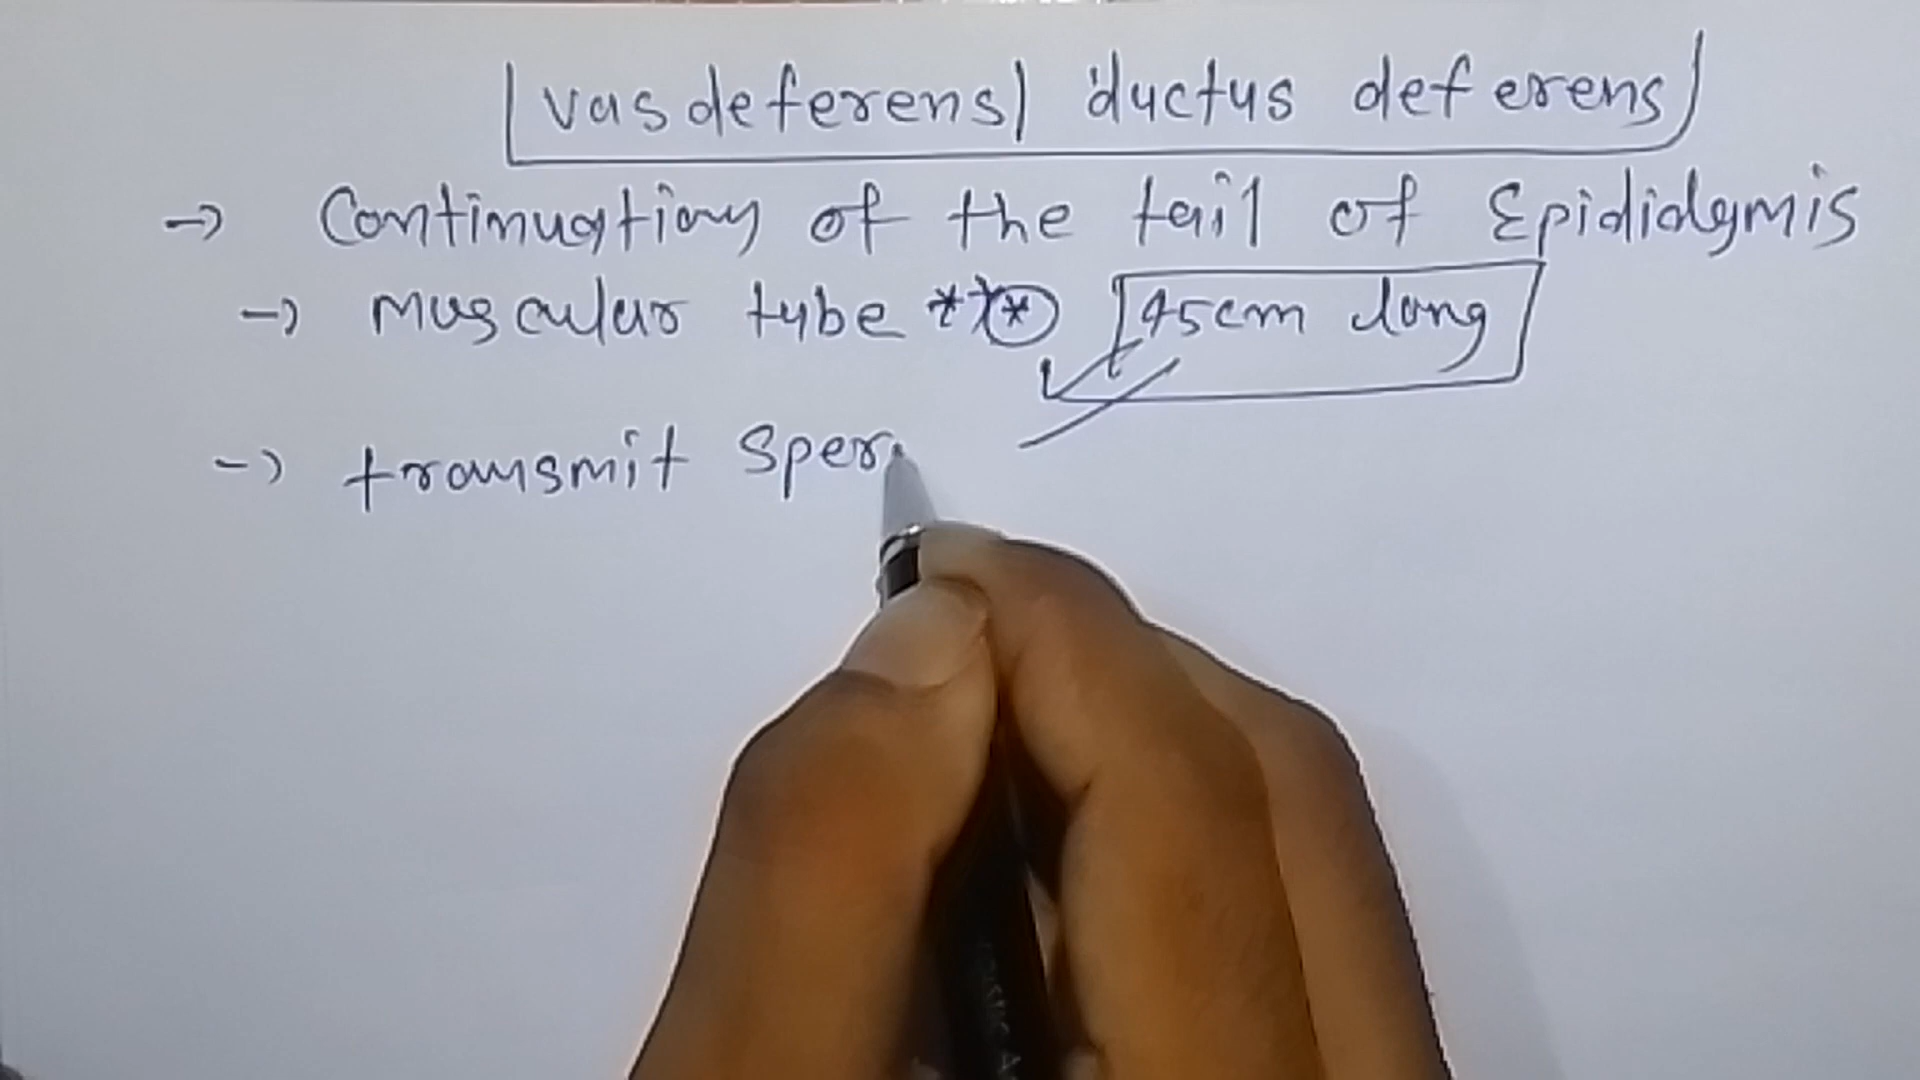 vas deferens| ductus deferens
→ Continuation of the tail of Epididymis
→ Muscular tube *** 45cm long
→ transmit sper